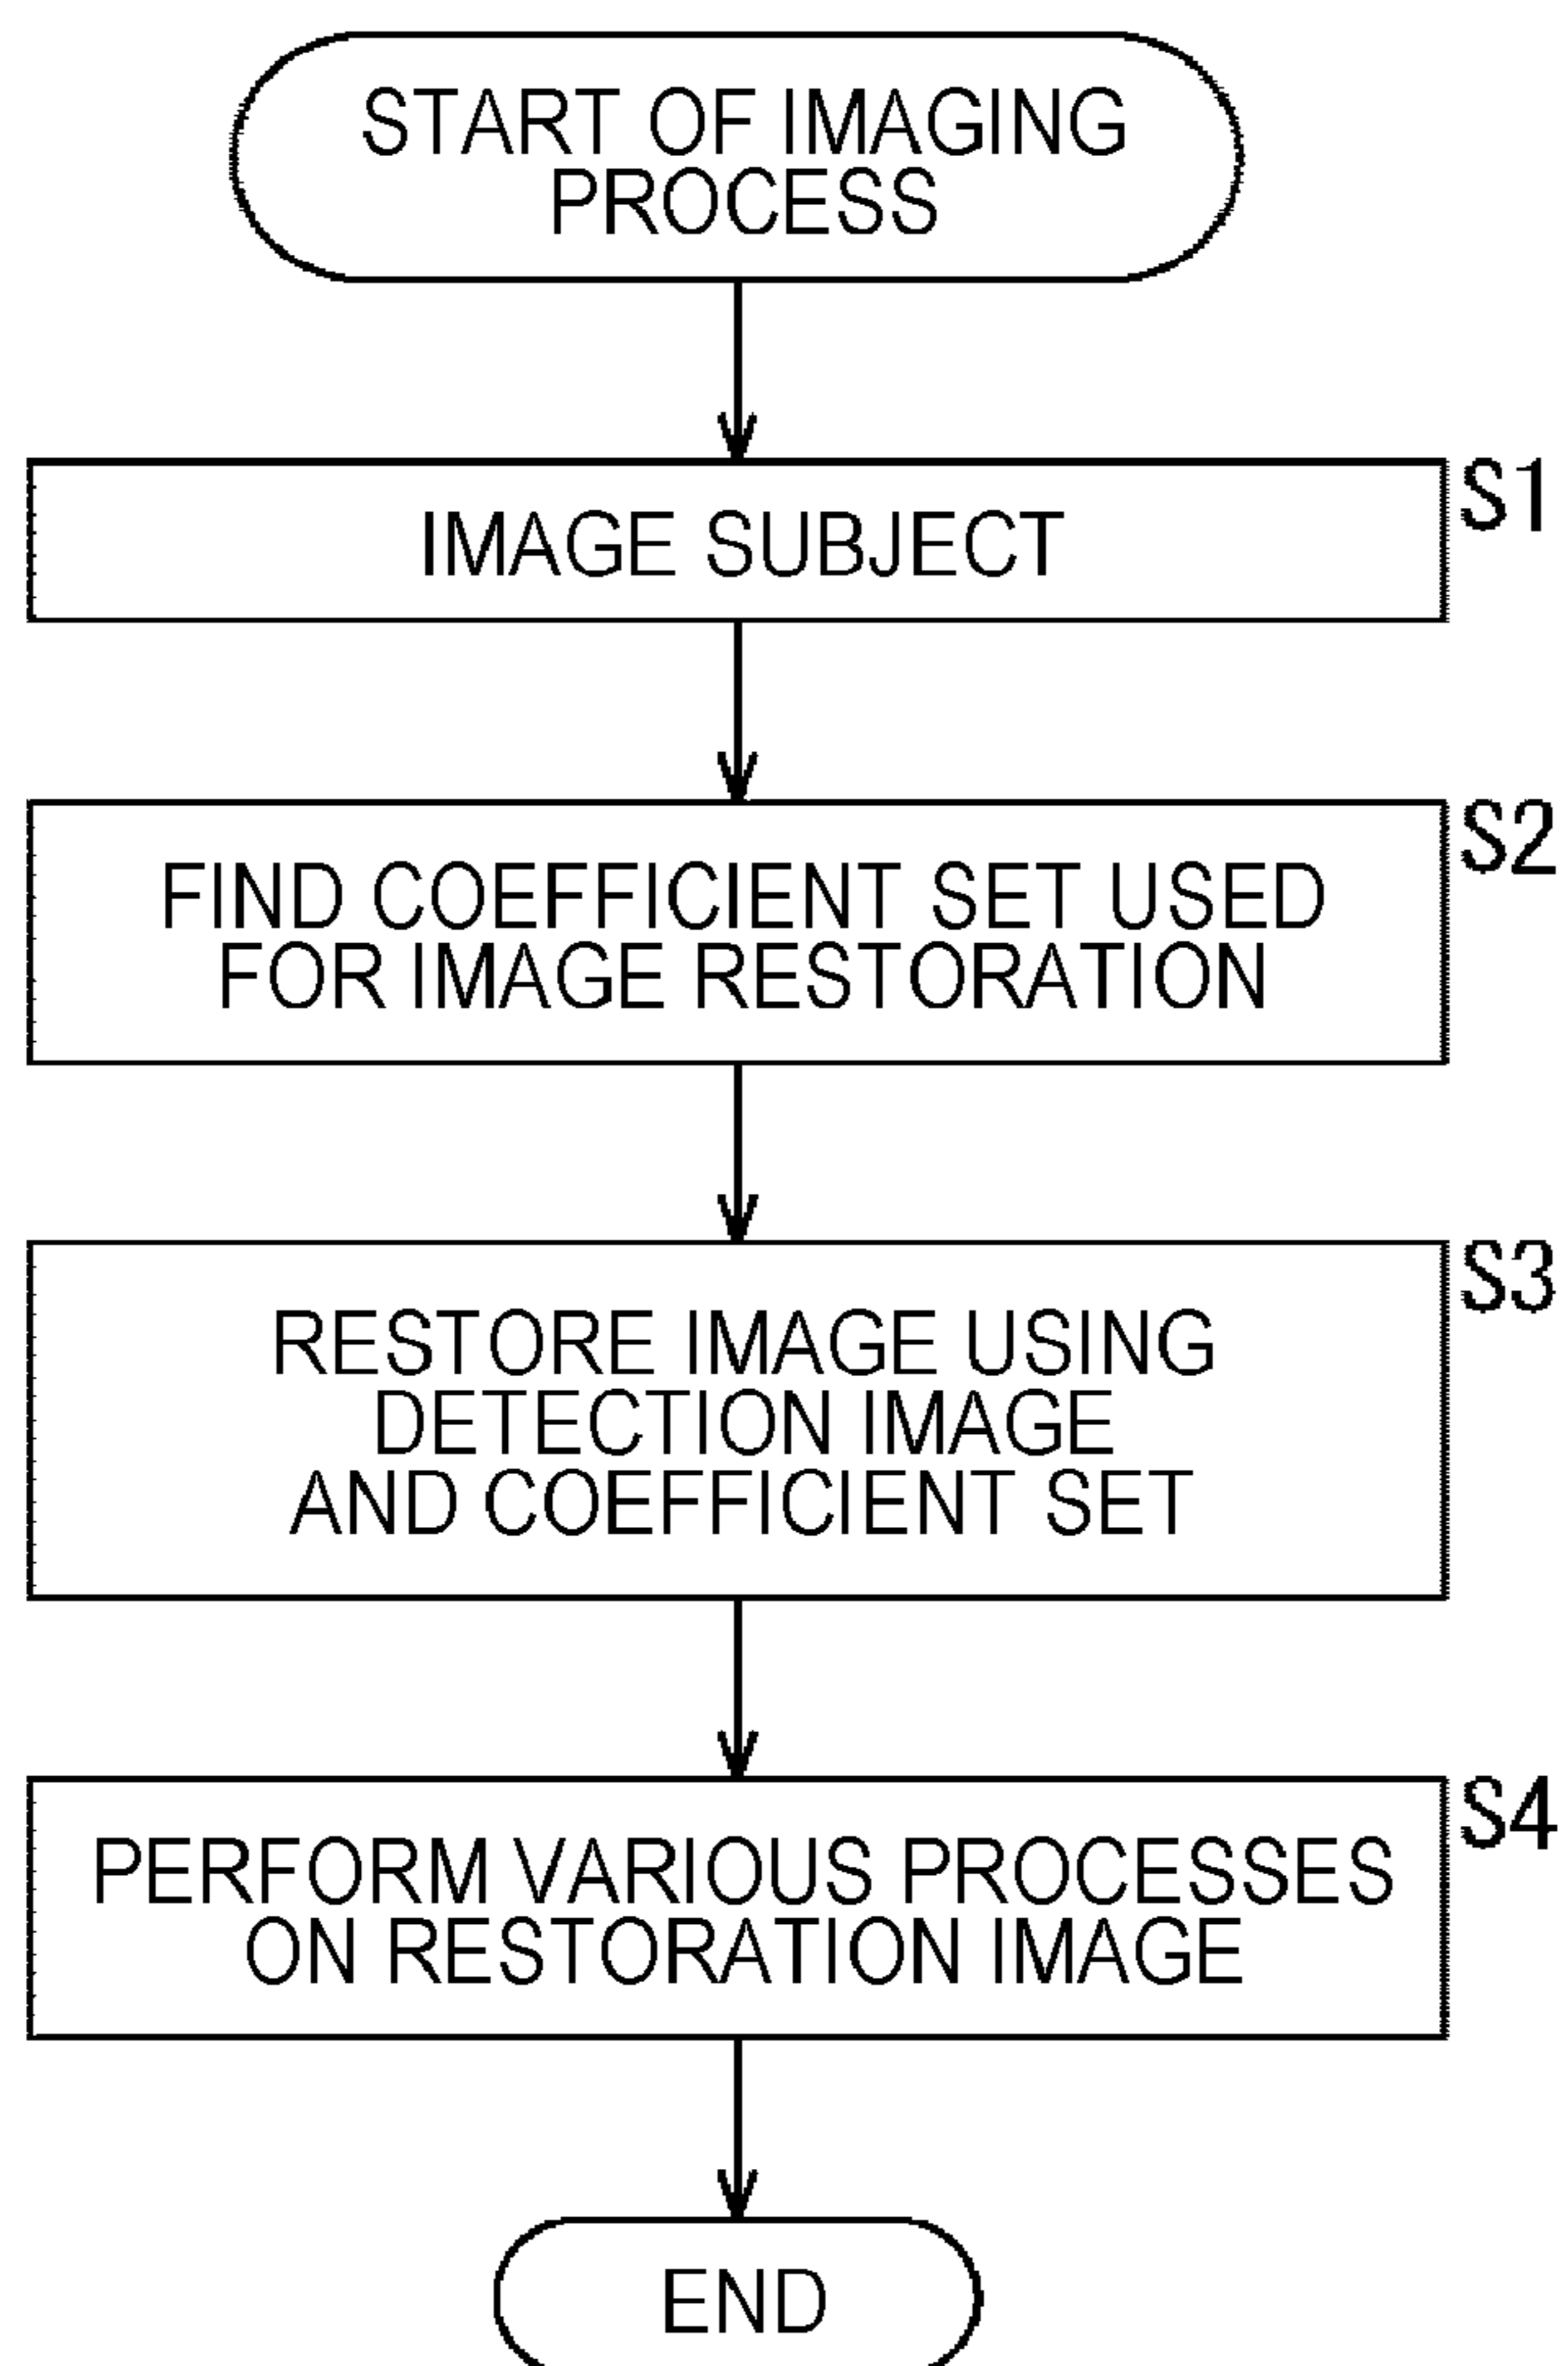 START OF IMAGING
PROCESS
IMAGE SUBJECT
S1
FIND COEFFICIENT SET USED
FOR IMAGE RESTORATION
S2
RESTORE IMAGE USING
DETECTION IMAGE
AND COEFFICIENT SET
S3
PERFORM VARIOUS PROCESSES
ON RESTORATION IMAGE
S4
END